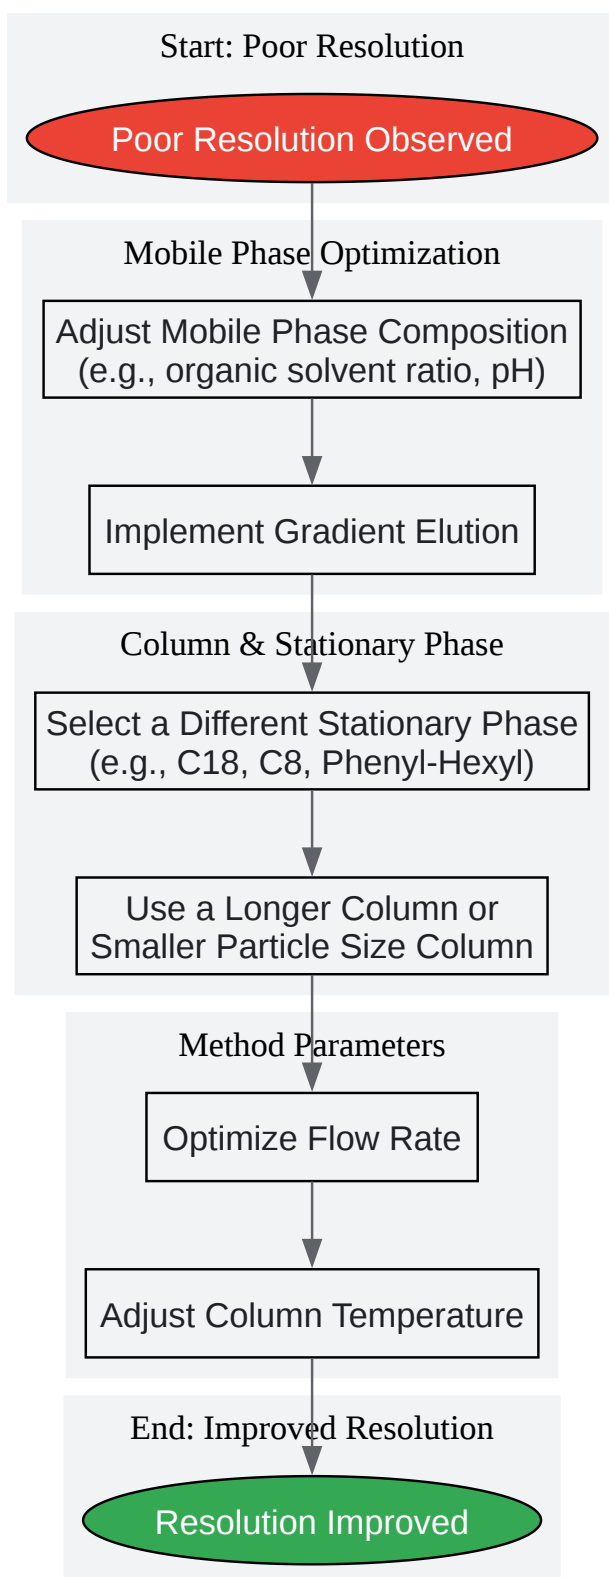 Start: Poor Resolution
Poor Resolution Observed
Mobile Phase Optimization
Adjust Mobile Phase Composition
(e.g., organic solvent ratio, pH)
Implement Gradient Elution
Column & Stationary Phase
Select a Different Stationary Phase
(e.g., C18, C8, Phenyl-Hexyl)
Use a Longer Column or
Smaller Particle Size Column
Method Parameters
Optimize Flow Rate
Adjust Column Temperature
End: Improved Resolution
Resolution Improved